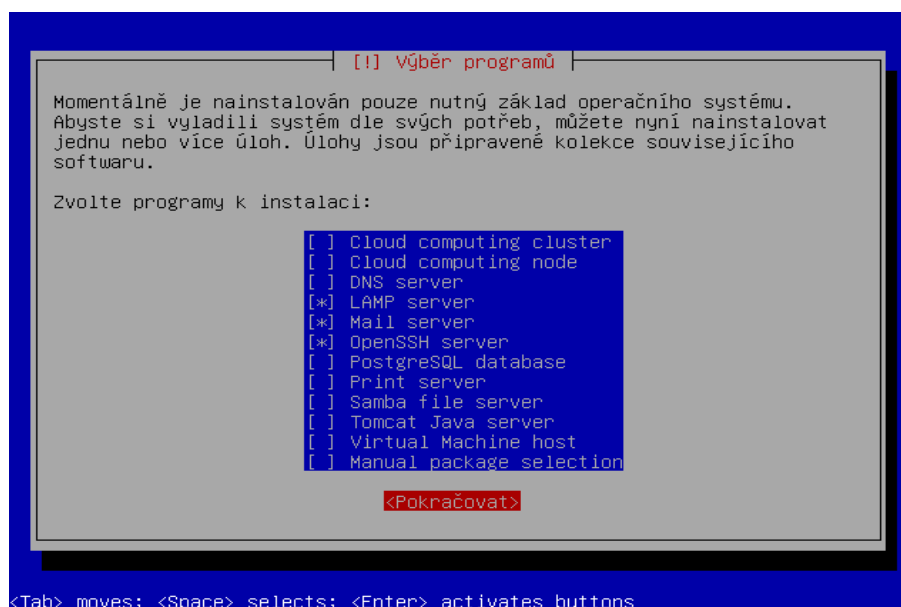 [!] Výběr programů
Momentálně je nainstalován pouze nutný základ operačního systému.
Abyste si vyladili systém dle svých potřeb, můžete nyní nainstalovat
jednu nebo více úloh. Úlohy jsou připravené kolekce souvisejícího
softwaru.
Zvolte programy k instalaci:
[ ] Cloud computing cluster
[ ] Cloud computing node
[ ] DNS server
[*] LAMP server
[*] Mail server
[*] OpenSSH server
[ ] PostgreSQL database
[ ] Print server
[ ] Samba file server
[ ] Tomcat Java server
[ ] Virtual Machine host
[ ] Manual package selection
<Pokračovat>
<Tab> moves; <Space> selects; <Enter> activates buttons